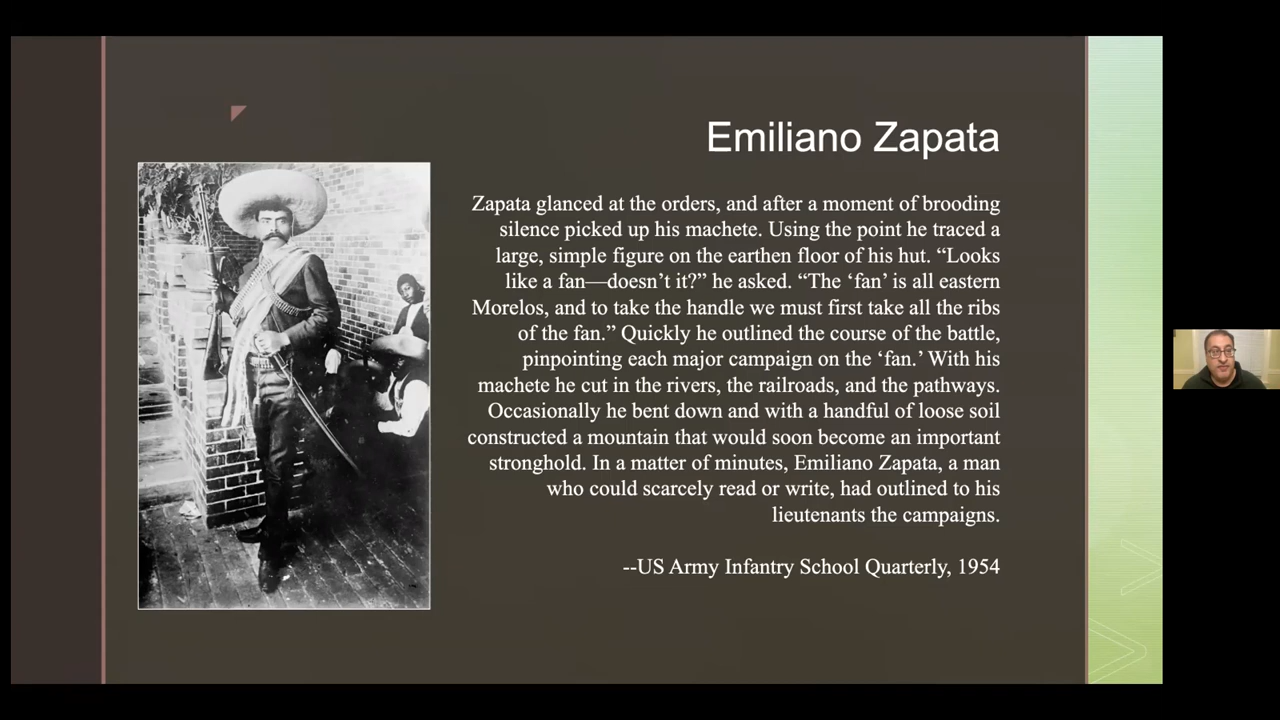 Emiliano Zapata
Zapata glanced at the orders, and after a moment of brooding
silence picked up his machete. Using the point he traced a
large, simple figure on the earthen floor of his hut. “Looks
like a fan—doesn’t it?” he asked. “The ‘fan’ is all eastern
Morelos, and to take the handle we must first take all the ribs
of the fan.” Quickly he outlined the course of the battle,
pinpointing each major campaign on the ‘fan.’ With his
machete he cut in the rivers, the railroads, and the pathways.
Occasionally he bent down and with a handful of loose soil
constructed a mountain that would soon become an important
stronghold. In a matter of minutes, Emiliano Zapata, a man
who could scarcely read or write, had outlined to his
lieutenants the campaigns.
--US Army Infantry School Quarterly, 1954